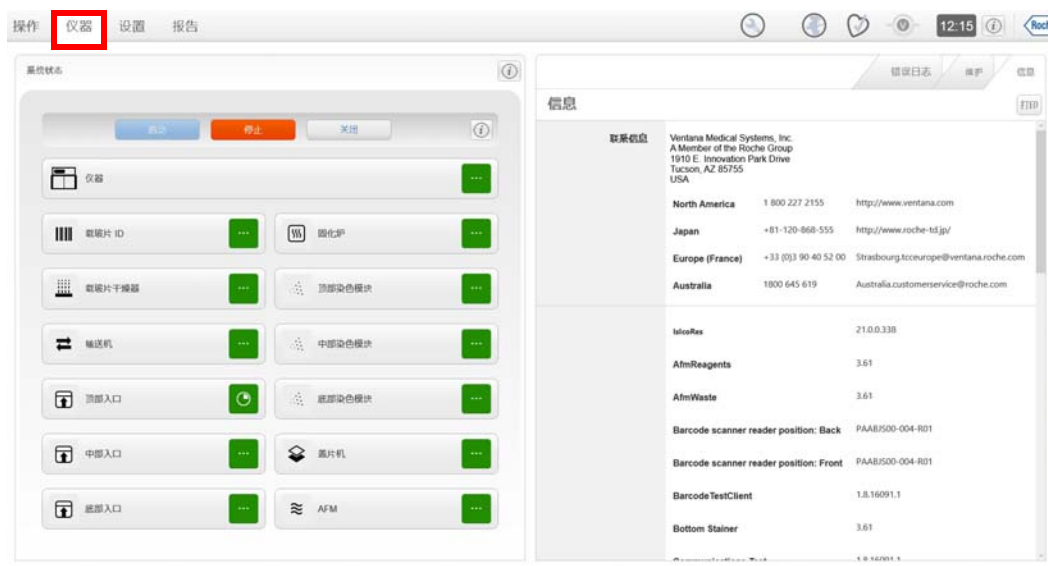 操作 仪器 设置 报告 12:15 Roch
系统状态
启动 停止 关闭
仪器
载玻片 ID
固化炉
载玻片干燥器
顶部染色模块
输送机
中部染色模块
顶部入口
底部染色模块
中部入口
盖片机
底部入口
AFM
错误日志 维护 信息
信息 打印
联系信息
Ventana Medical Systems, Inc.
A Member of the Roche Group
1910 E. Innovation Park Drive
Tucson, AZ 85755
USA
North America 1 800 227 2155 http://www.ventana.com
Japan +81-120-868-555 http://www.roche-td.jp/
Europe (France) +33 (0)3 90 40 52 00 Strasbourg.tcceurope@ventana.roche.com
Australia 1800 645 619 Australia.customerservice@roche.com
IslcoRes 21.0.0.338
AfmReagents 3.61
AfmWaste 3.61
Barcode scanner reader position: Back PAABJS00-004-R01
Barcode scanner reader position: Front PAABJS00-004-R01
BarcodeTestClient 1.8.16091.1
Bottom Stainer 3.61